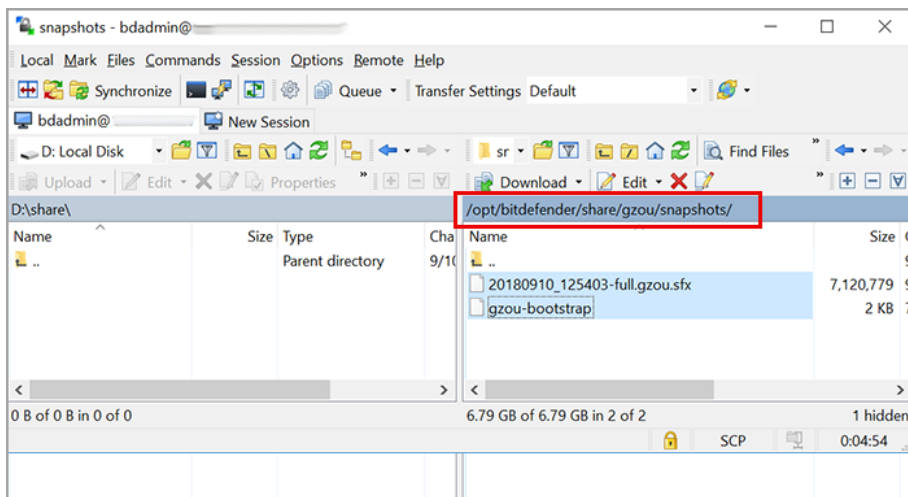 snapshots - bdadmin@
Local Mark Files Commands Session Options Remote Help
Synchronize Queue Transfer Settings Default
bdadmin@ New Session
D: Local Disk sr Find Files »
Upload Edit Properties » Download Edit »
D:\share\ /opt/bitdefender/share/gzou/snapshots/
Name Size Type Cha Name Size
.. Parent directory 9/10 ..
20180910_125403-full.gzou.sfx 7,120,779
gzou-bootstrap 2 KB
0 B of 0 B in 0 of 0 6.79 GB of 6.79 GB in 2 of 2 1 hidden
SCP 0:04:54